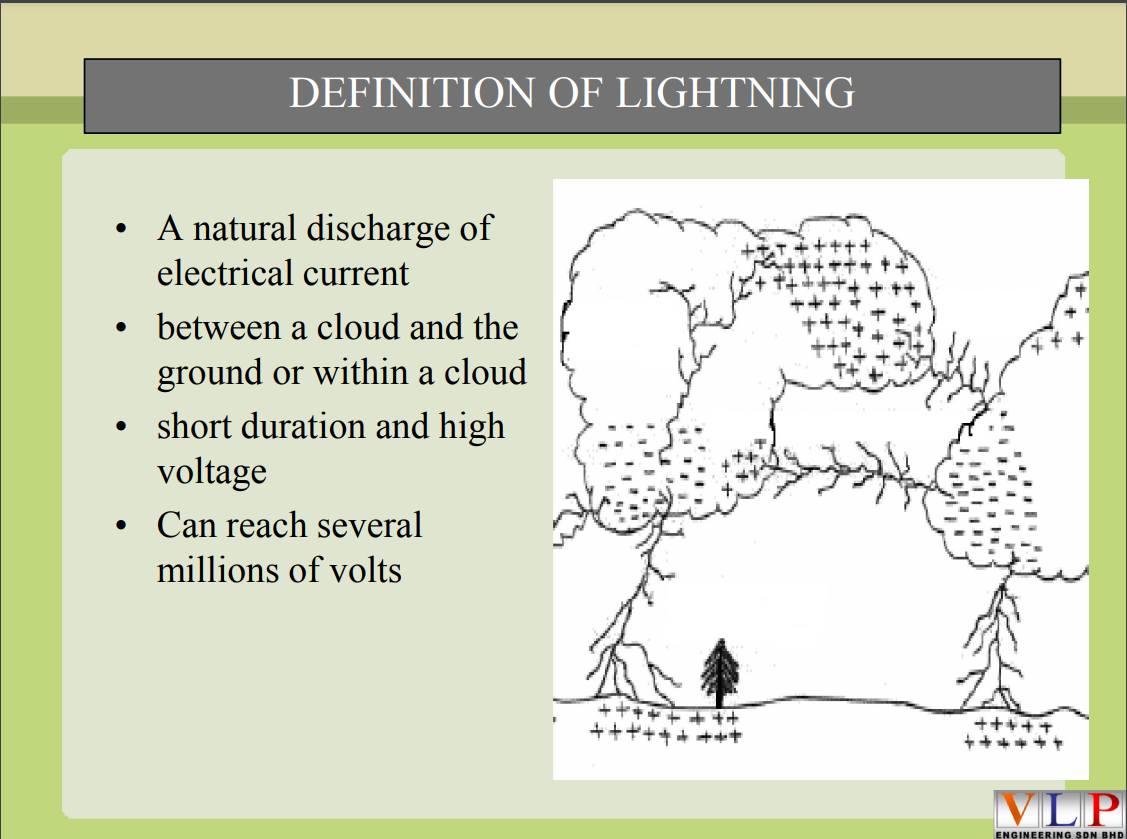 DEFINITION OF LIGHTNING
• A natural discharge of
electrical current
• between a cloud and the
ground or within a cloud
• short duration and high
voltage
• Can reach several
millions of volts
VLP
ENGINEERING SDN BHD